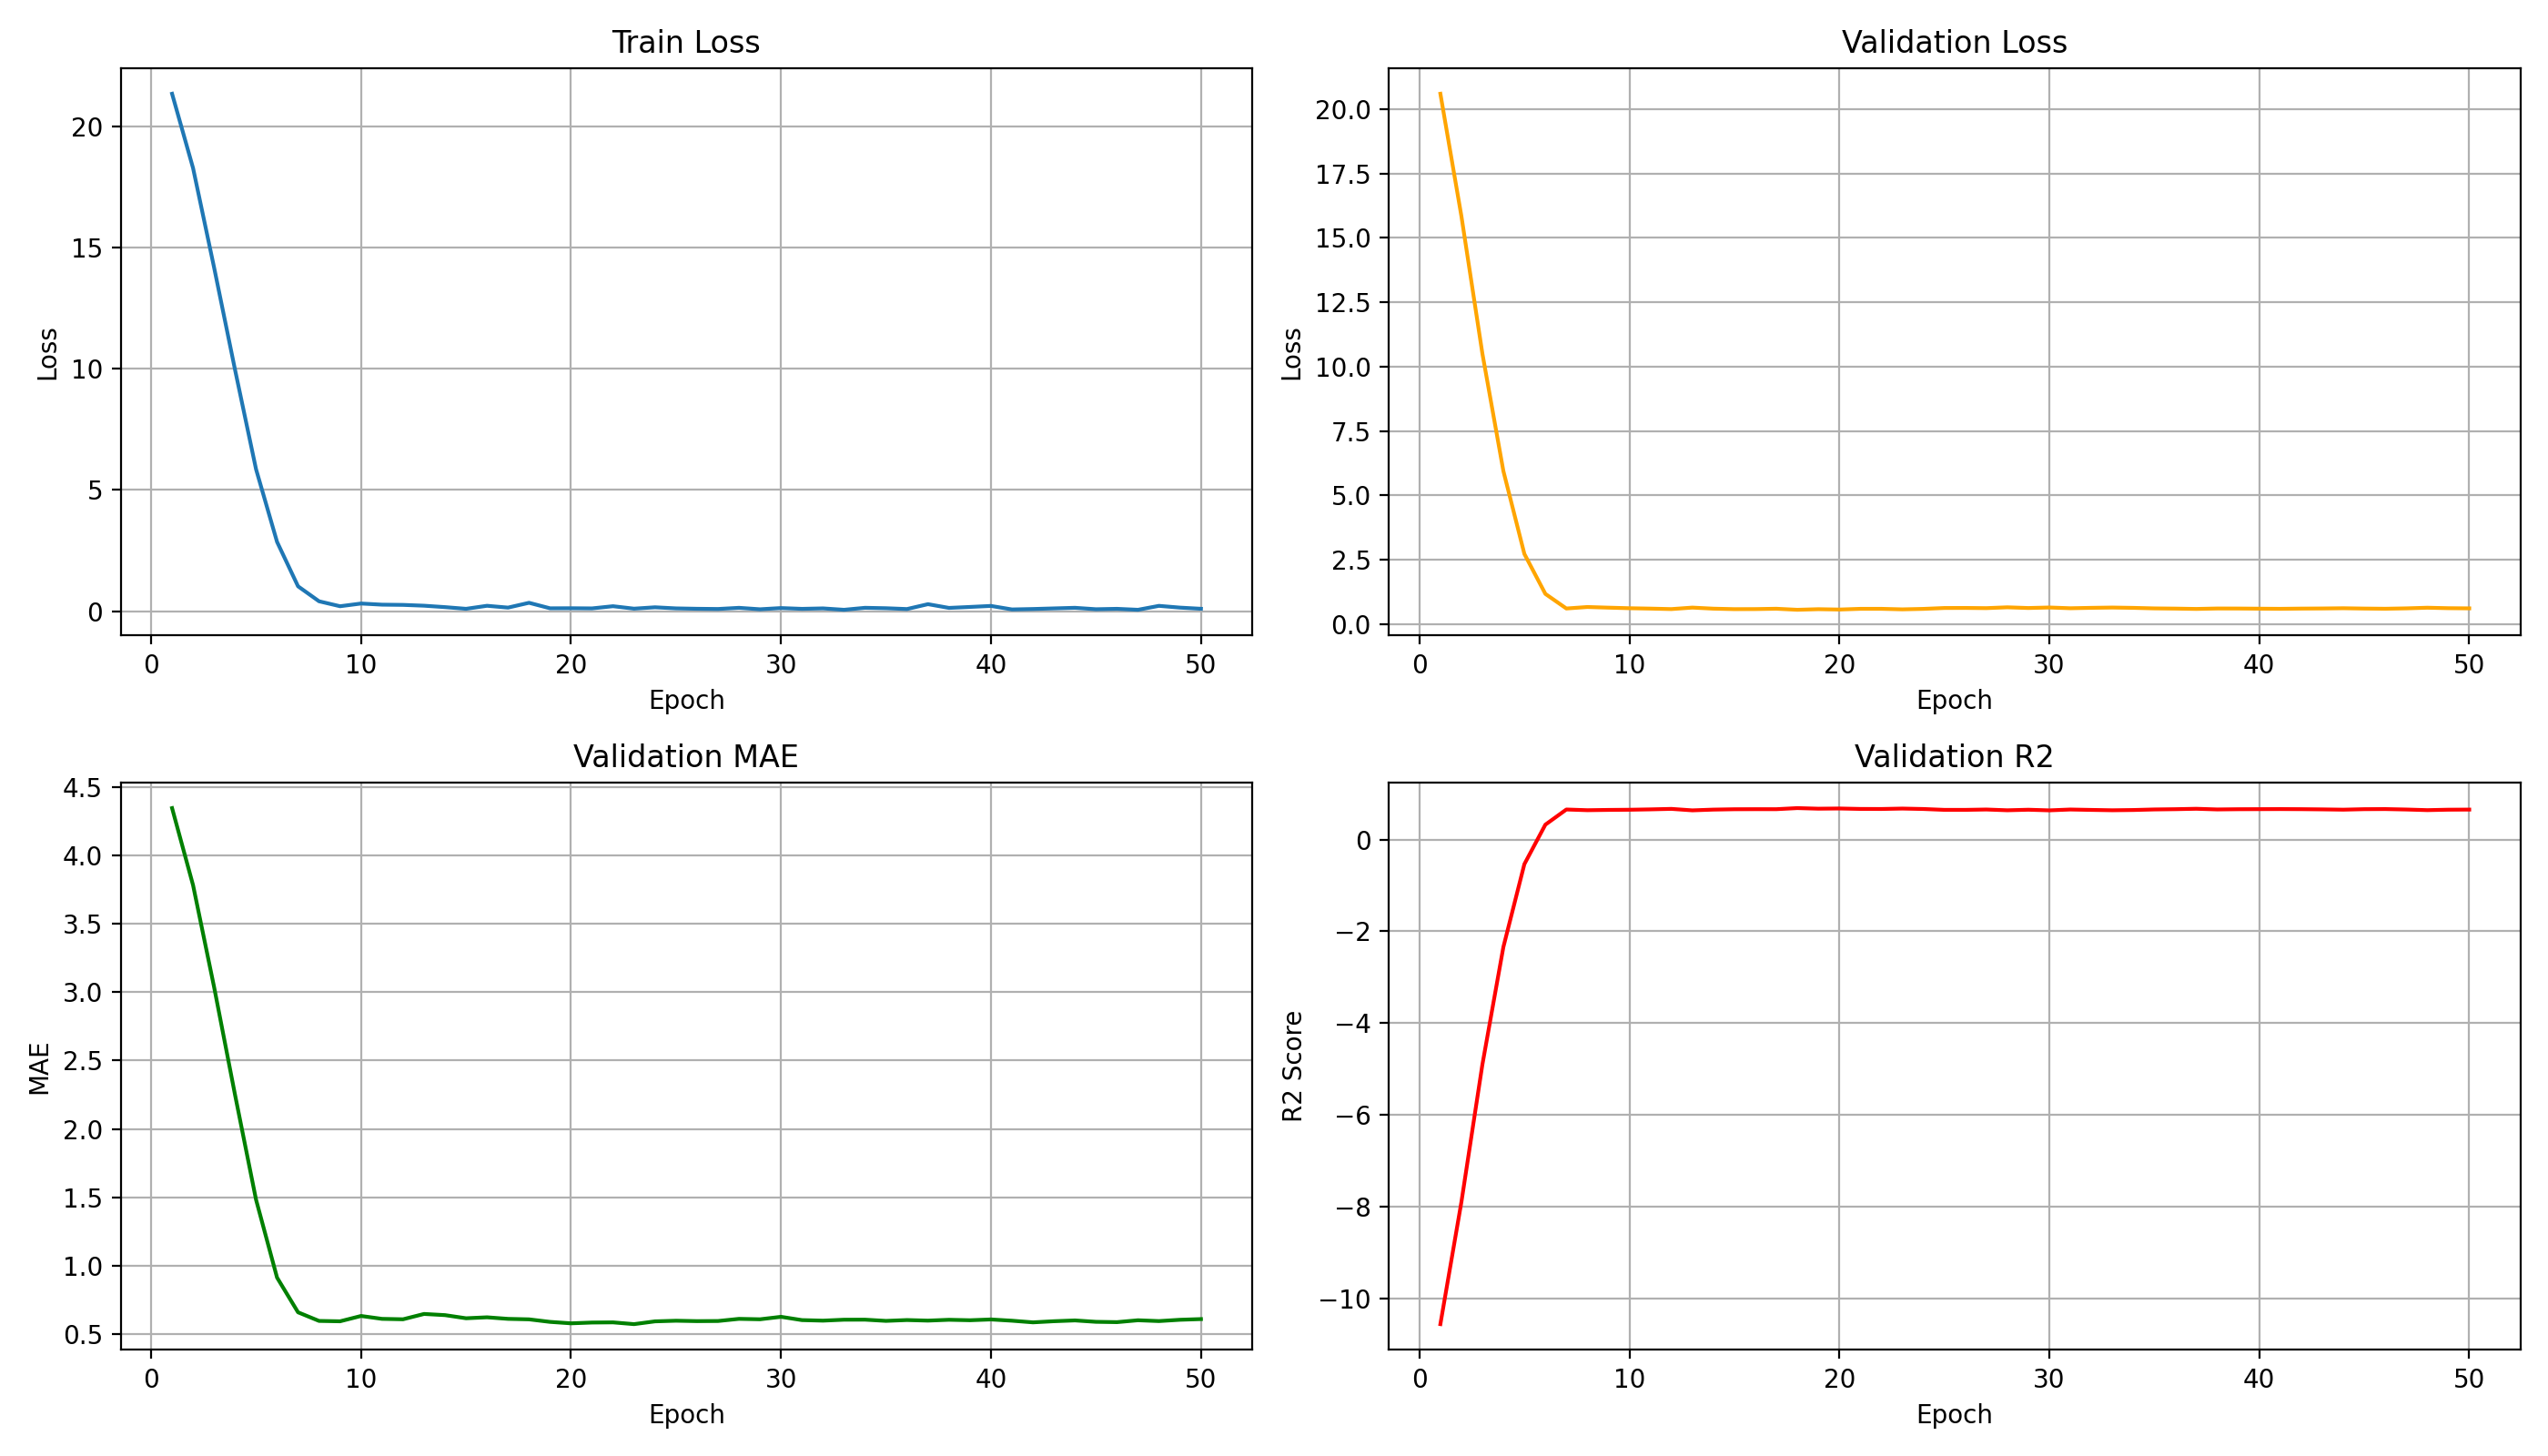 Train Loss
20
15
10
5
0
Loss
0 10 20 30 40 50
Epoch
Validation Loss
20.0
17.5
15.0
12.5
10.0
7.5
5.0
2.5
0.0
Loss
0 10 20 30 40 50
Epoch
Validation MAE
4.5
4.0
3.5
3.0
2.5
2.0
1.5
1.0
0.5
MAE
0 10 20 30 40 50
Epoch
Validation R2
0
−2
−4
−6
−8
−10
R2 Score
0 10 20 30 40 50
Epoch